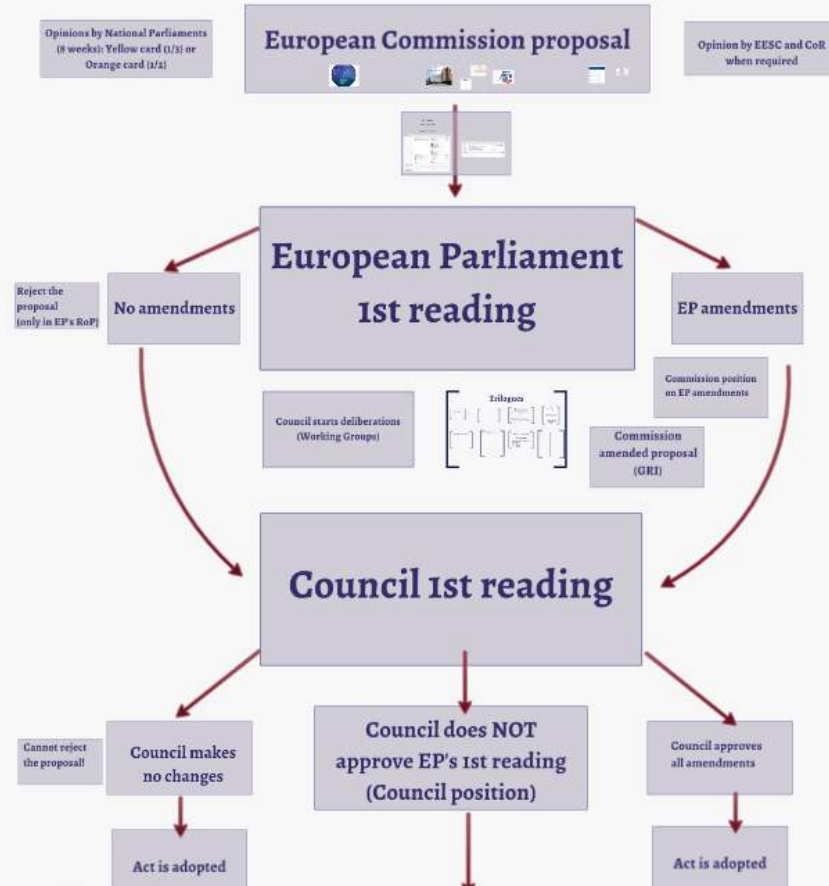 Opinions by National Parliaments
(8 weeks): Yellow card (1/3) or
Orange card (1/2)
European Commission proposal
Opinion by EESC and CoR
when required
European Parliament
1st reading
Reject the
proposal
(only in EP's RoP)
No amendments
EP amendments
Commission position
on EP amendments
Council starts deliberations
(Working Groups)
Trilogues
Commission
amended proposal
(GRI)
Council 1st reading
Cannot reject
the proposal!
Council makes
no changes
Council does NOT
approve EP's 1st reading
(Council position)
Council approves
all amendments
Act is adopted
Act is adopted